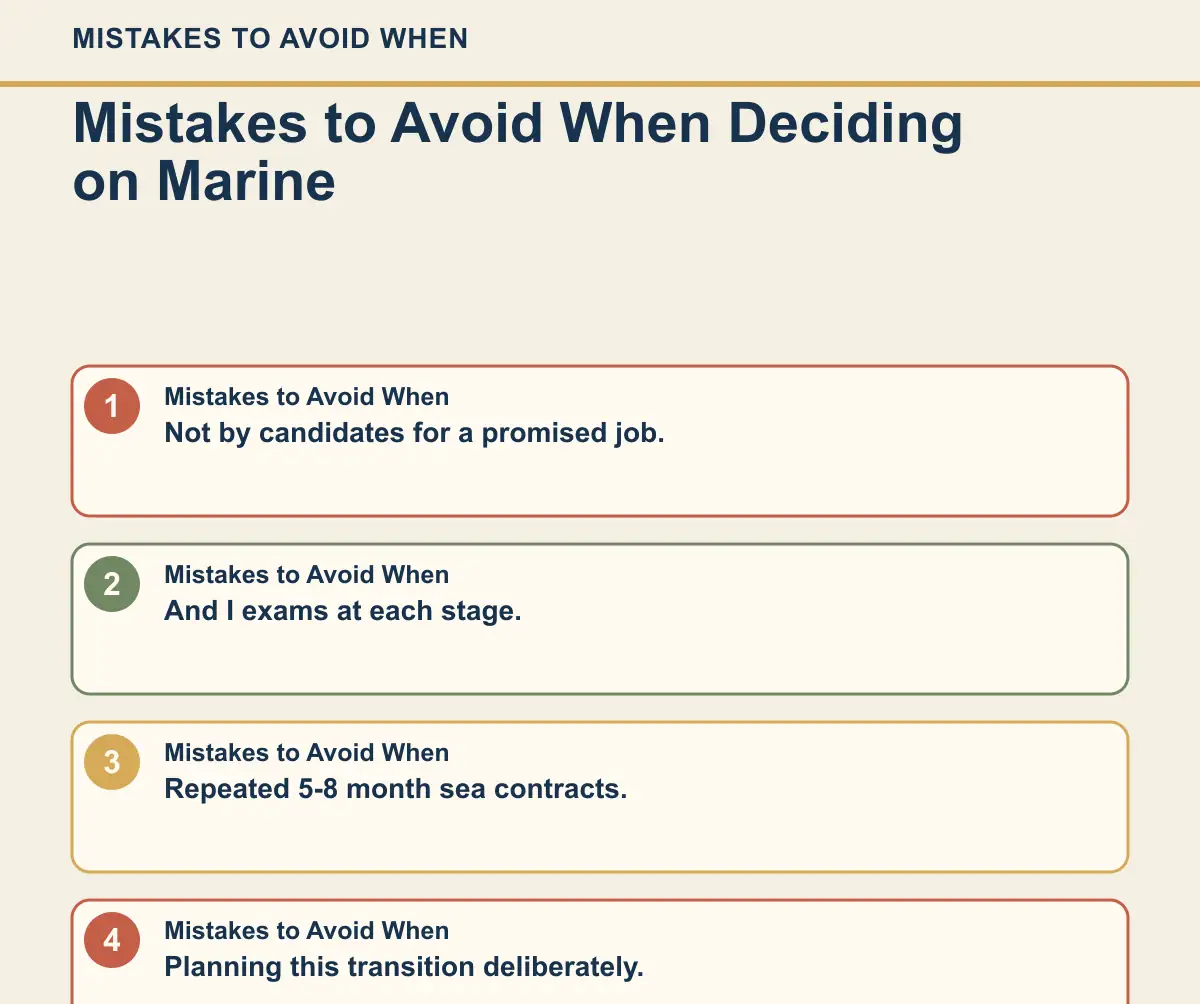 MISTAKES TO AVOID WHEN
Mistakes to Avoid When Deciding
on Marine
1
Mistakes to Avoid When
Not by candidates for a promised job.
2
Mistakes to Avoid When
And I exams at each stage.
3
Mistakes to Avoid When
Repeated 5-8 month sea contracts.
4
Mistakes to Avoid When
Planning this transition deliberately.